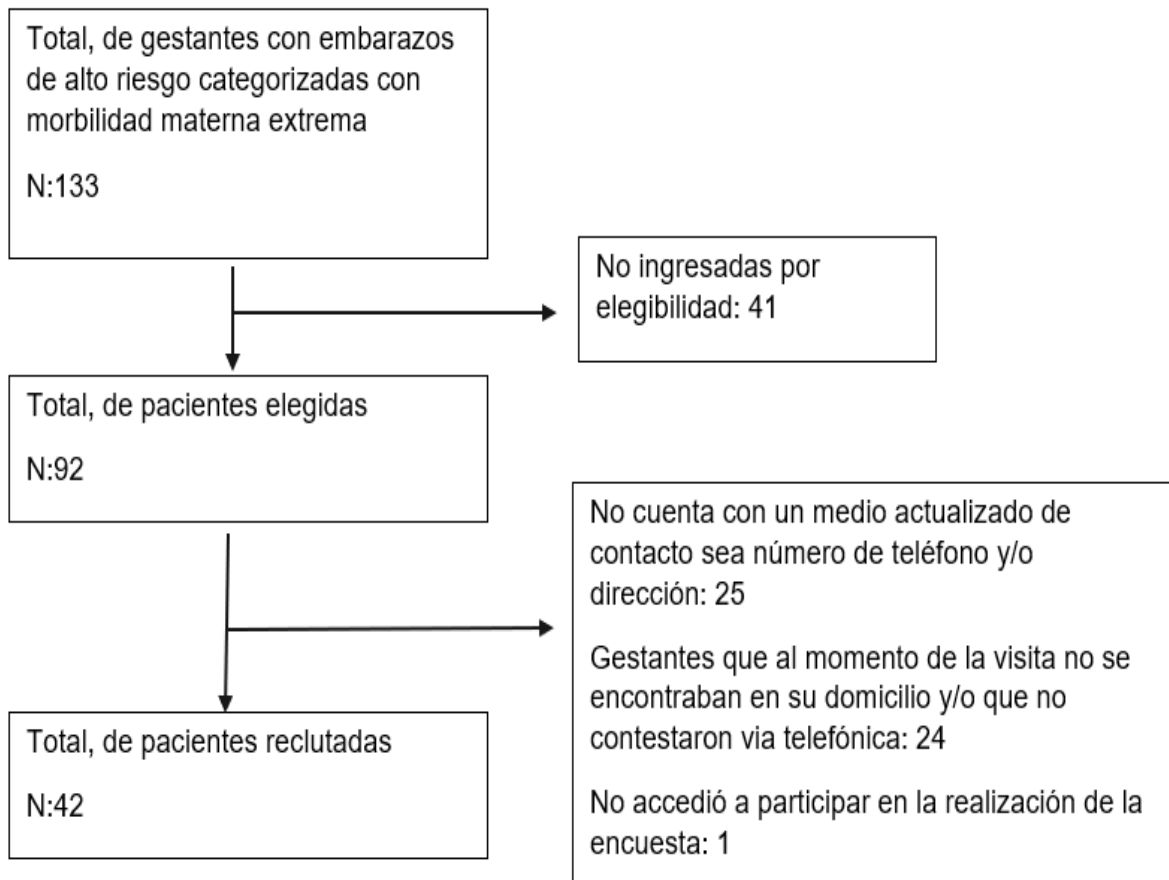 Total, de gestantes con embarazos
de alto riesgo categorizadas con
morbilidad materna extrema
N:133
No ingresadas por
elegibilidad: 41
Total, de pacientes elegidas
N:92
No cuenta con un medio actualizado de
contacto sea número de teléfono y/o
dirección: 25
Gestantes que al momento de la visita no se
encontraban en su domicilio y/o que no
contestaron via telefónica: 24
No accedió a participar en la realización de la
encuesta: 1
Total, de pacientes reclutadas
N:42